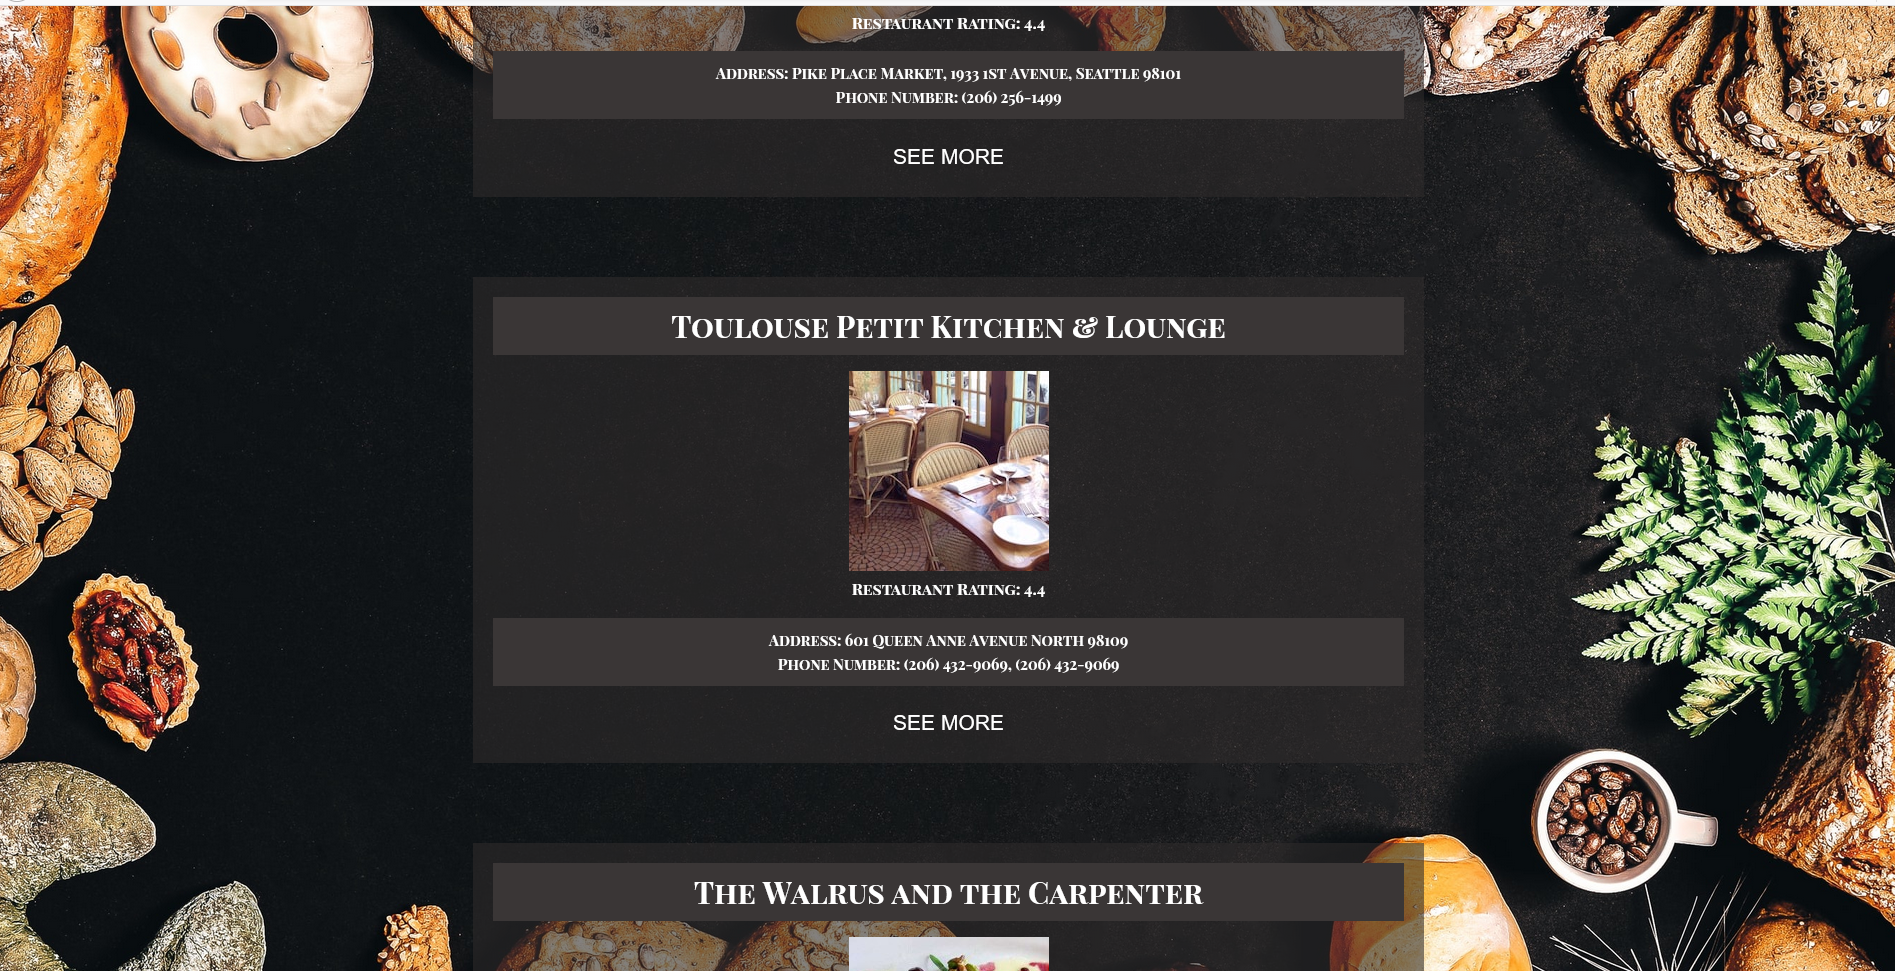 Restaurant Rating: 4.4
Address: Pike Place Market, 1933 1st Avenue, Seattle 98101
Phone Number: (206) 256-1499
SEE MORE
Toulouse Petit Kitchen & Lounge
Restaurant Rating: 4.4
Address: 601 Queen Anne Avenue North 98109
Phone Number: (206) 432-9069, (206) 432-9069
SEE MORE
The Walrus and the Carpenter